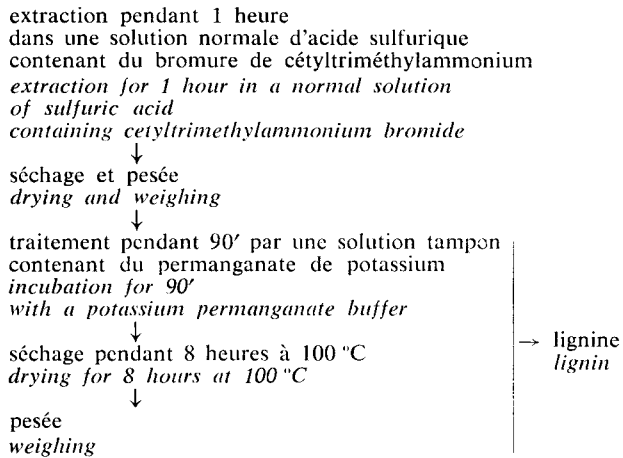 extraction pendant 1 heure
dans une solution normale d'acide sulfurique
contenant du bromure de cétyltriméthylammonium
extraction for 1 hour in a normal solution
of sulfuric acid
containing cetyltrimethylammonium bromide
↓
séchage et pesée
drying and weighing
↓
traitement pendant 90′ par une solution tampon
contenant du permanganate de potassium
incubation for 90′
with a potassium permanganate buffer
↓
séchage pendant 8 heures à 100 °C
drying for 8 hours at 100 °C
→ lignine
lignin
↓
pesée
weighing